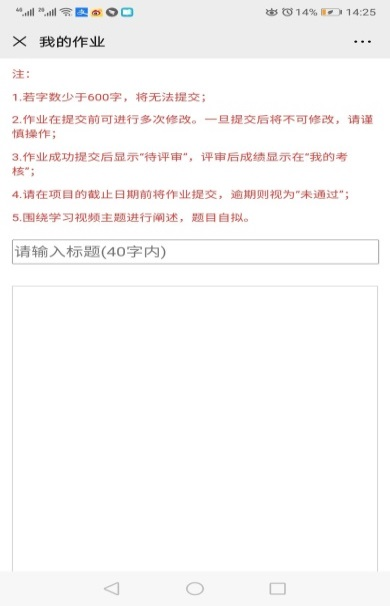 14% 14:25
我的作业
注：
1.若字数少于600字，将无法提交；
2.作业在提交前可进行多次修改。一旦提交后将不可修改，请谨
慎操作；
3.作业成功提交后显示“待评审”，评审后成绩显示在“我的考
核”；
4.请在项目的截止日期前将作业提交，逾期则视为“未通过”；
5.围绕学习视频主题进行阐述，题目自拟。
请输入标题(40字内)